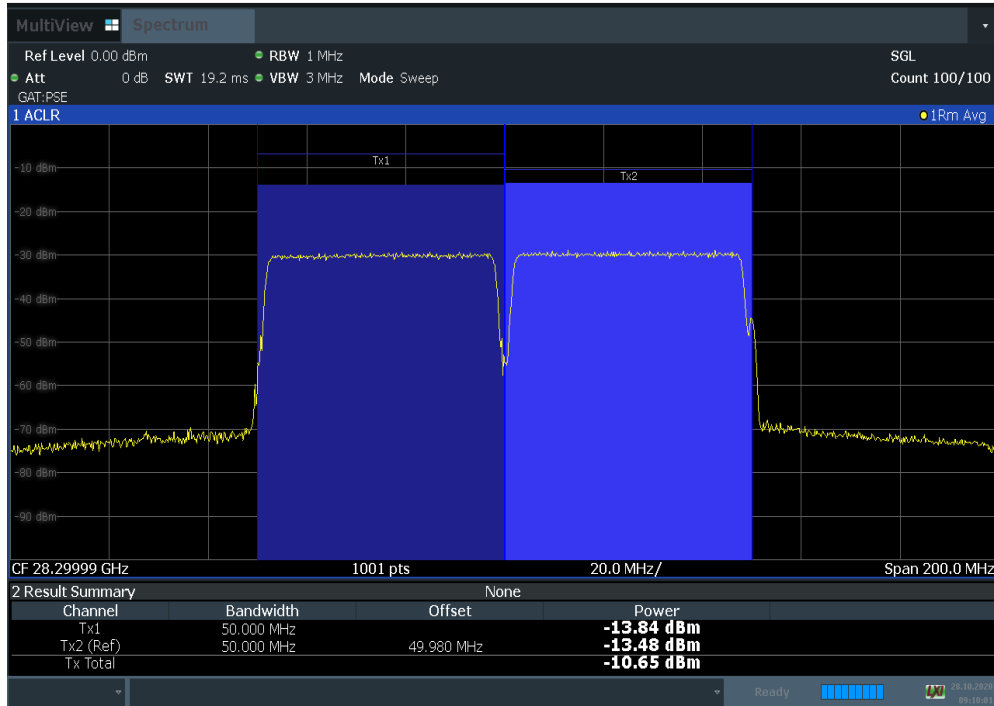 MultiView Spectrum
Ref Level 0.00 dBm RBW 1 MHz SGL
Att 0 dB SWT 19.2 ms VBW 3 MHz Mode Sweep Count 100/100
GAT:PSE
1 ACLR 1Rm Avg
Tx1
-10 dBm
Tx2
-20 dBm
-30 dBm
-40 dBm
-50 dBm
-60 dBm
-70 dBm
-80 dBm
-90 dBm
CF 28.29999 GHz 1001 pts 20.0 MHz/ Span 200.0 MHz
2 Result Summary None
Channel Bandwidth Offset Power
Tx1 50.000 MHz -13.84 dBm
Tx2 (Ref) 50.000 MHz 49.980 MHz -13.48 dBm
Tx Total -10.65 dBm
Ready LXI 28.10.2020
09:10:01